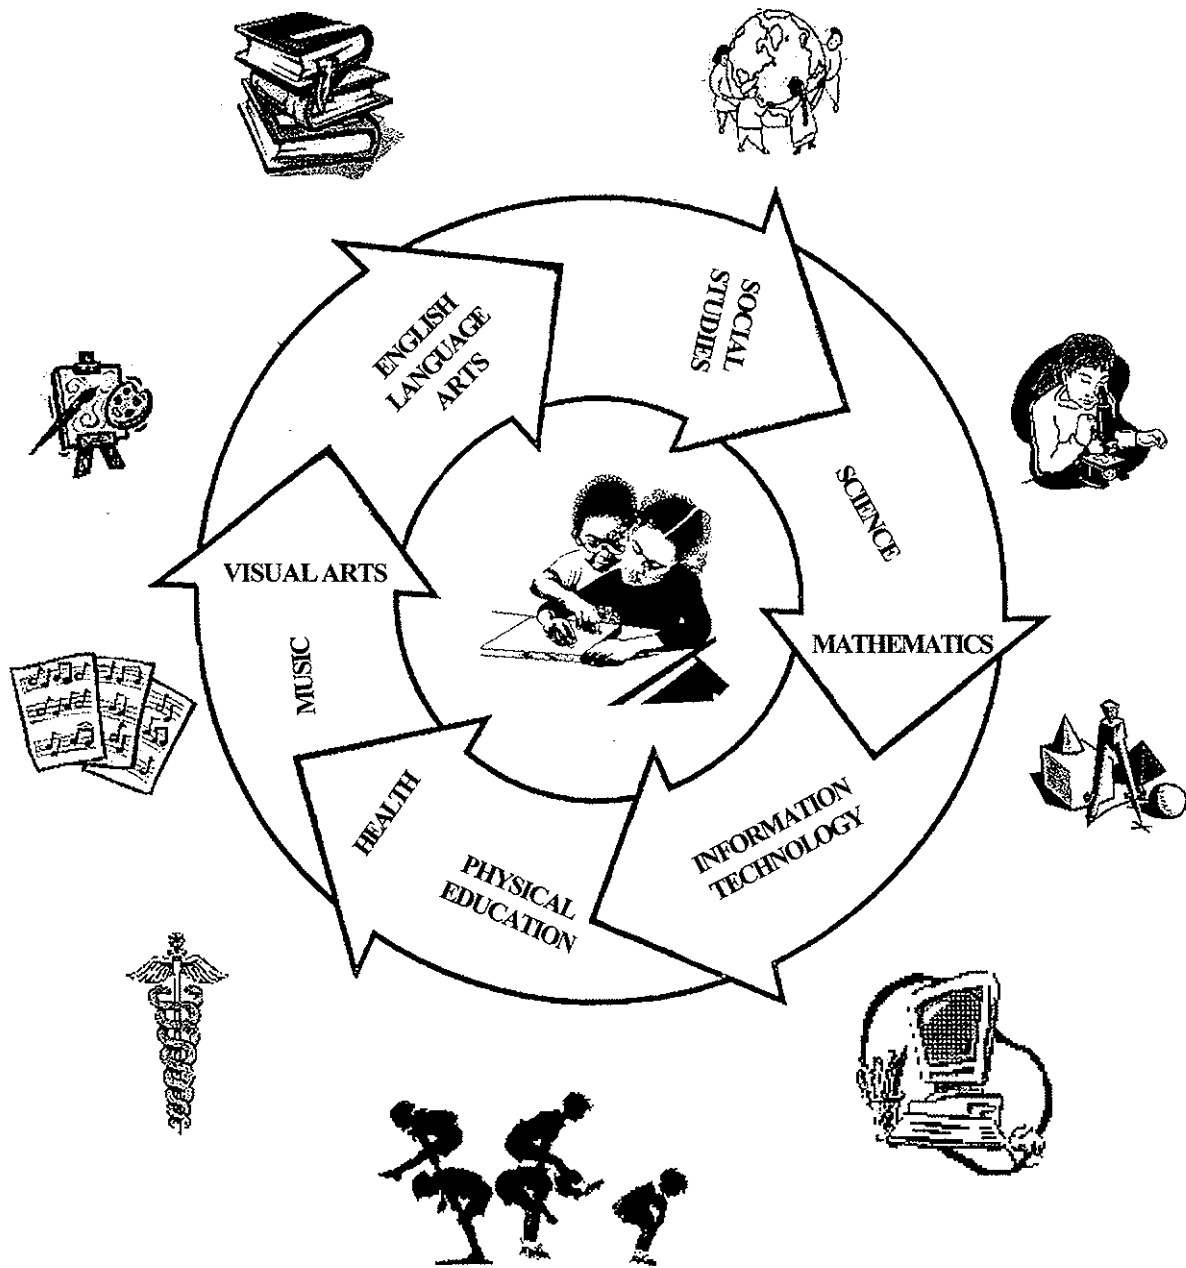 ENGLISH
LANGUAGE
ARTS
SOCIAL
STUDIES
SCIENCE
MATHEMATICS
INFORMATION
TECHNOLOGY
PHYSICAL
EDUCATION
HEALTH
MUSIC
VISUAL ARTS